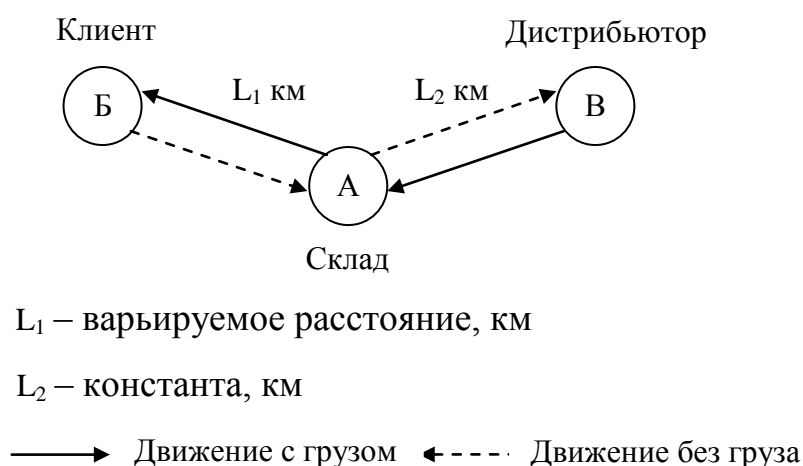 Клиент
Дистрибьютор
Б
L₁ км
L₂ км
В
А
Склад
L₁ – варьируемое расстояние, км
L₂ – константа, км
Движение с грузом
Движение без груза